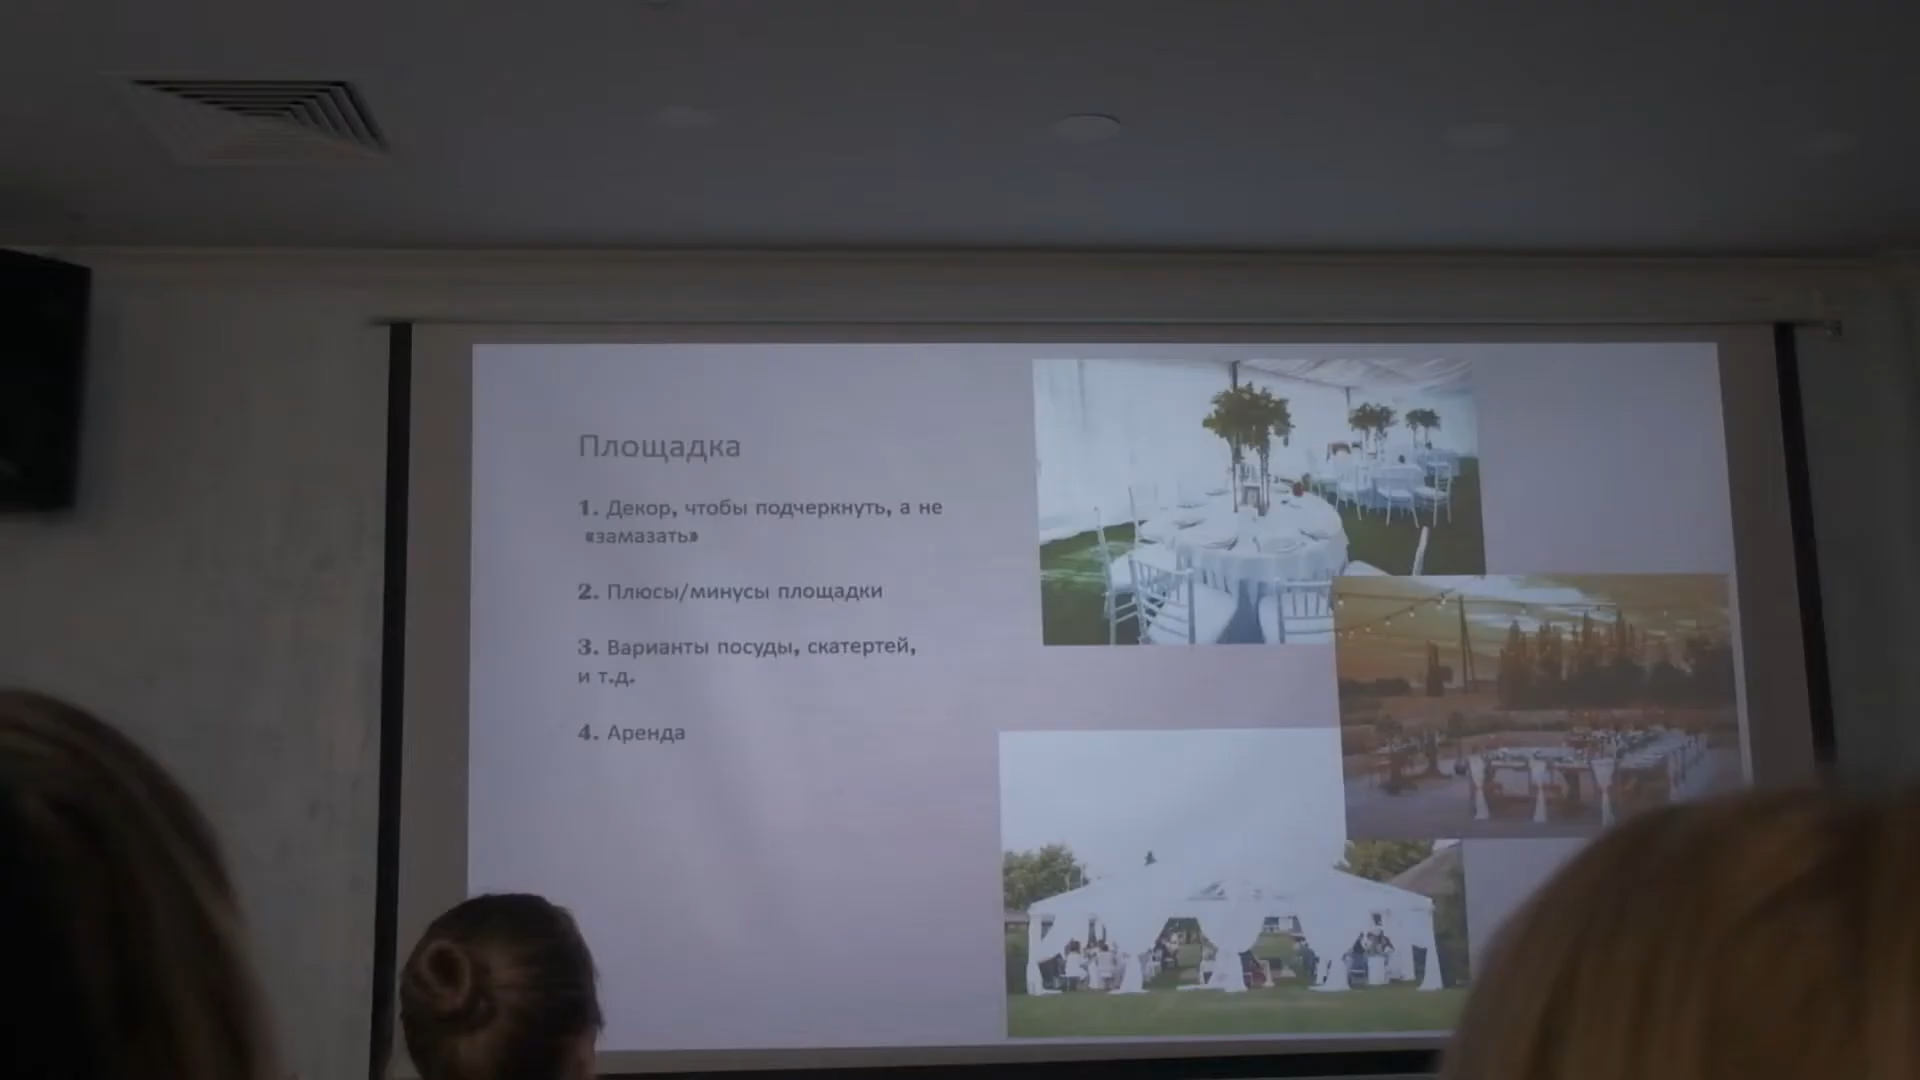 Площадка
1. Декор, чтобы подчеркнуть, а не
«замазать»
2. Плюсы/минусы площадки
3. Варианты посуды, скатертей,
и т.д.
4. Аренда